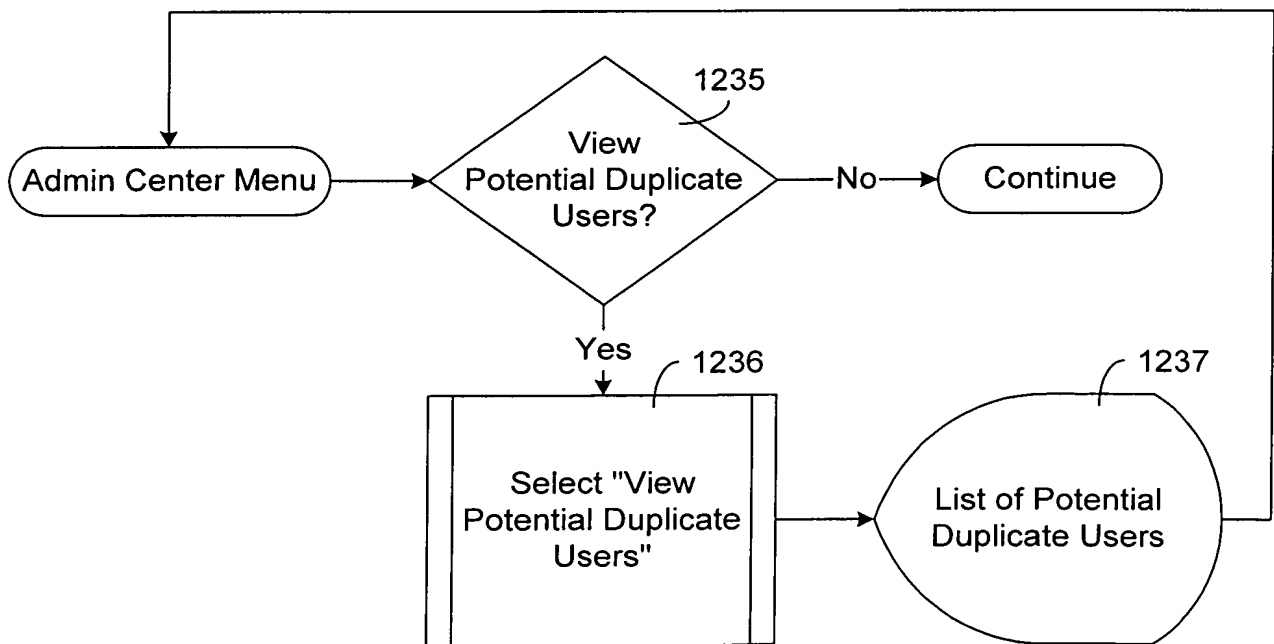 1235
View
Potential Duplicate
Users?
Admin Center Menu
No
Continue
Yes
1236
1237
Select "View
Potential Duplicate
Users"
List of Potential
Duplicate Users